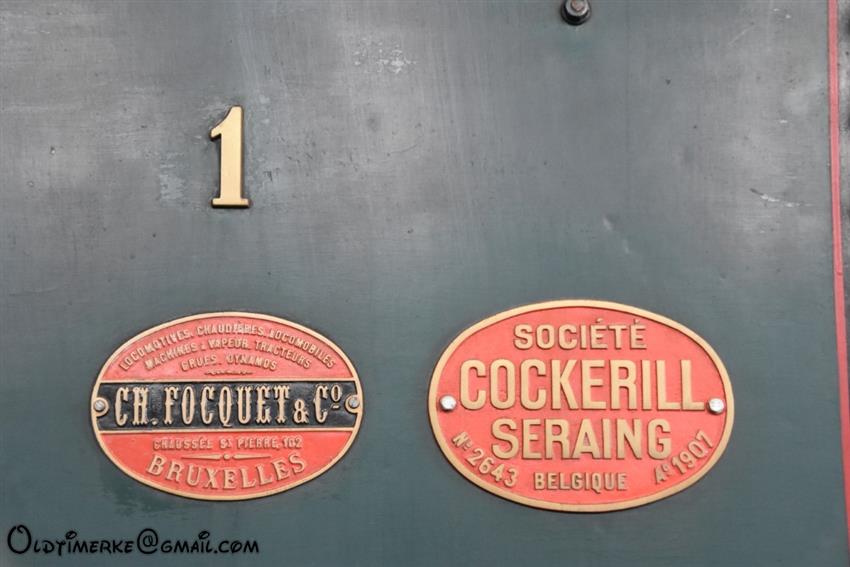 1
LOCOMOTIVES, CHAUDIÈRES, LOCOMOBILES
MACHINES À VAPEUR, TRACTEURS
GRUES, DYNAMOS
CH. FOCQUET & Cº
CHAUSSÉE ST PIERRE, 102
BRUXELLES
SOCIÉTÉ
COCKERILL
SERAING
Nº 2643 BELGIQUE Aº 1907
Oldtimerke@gmail.com